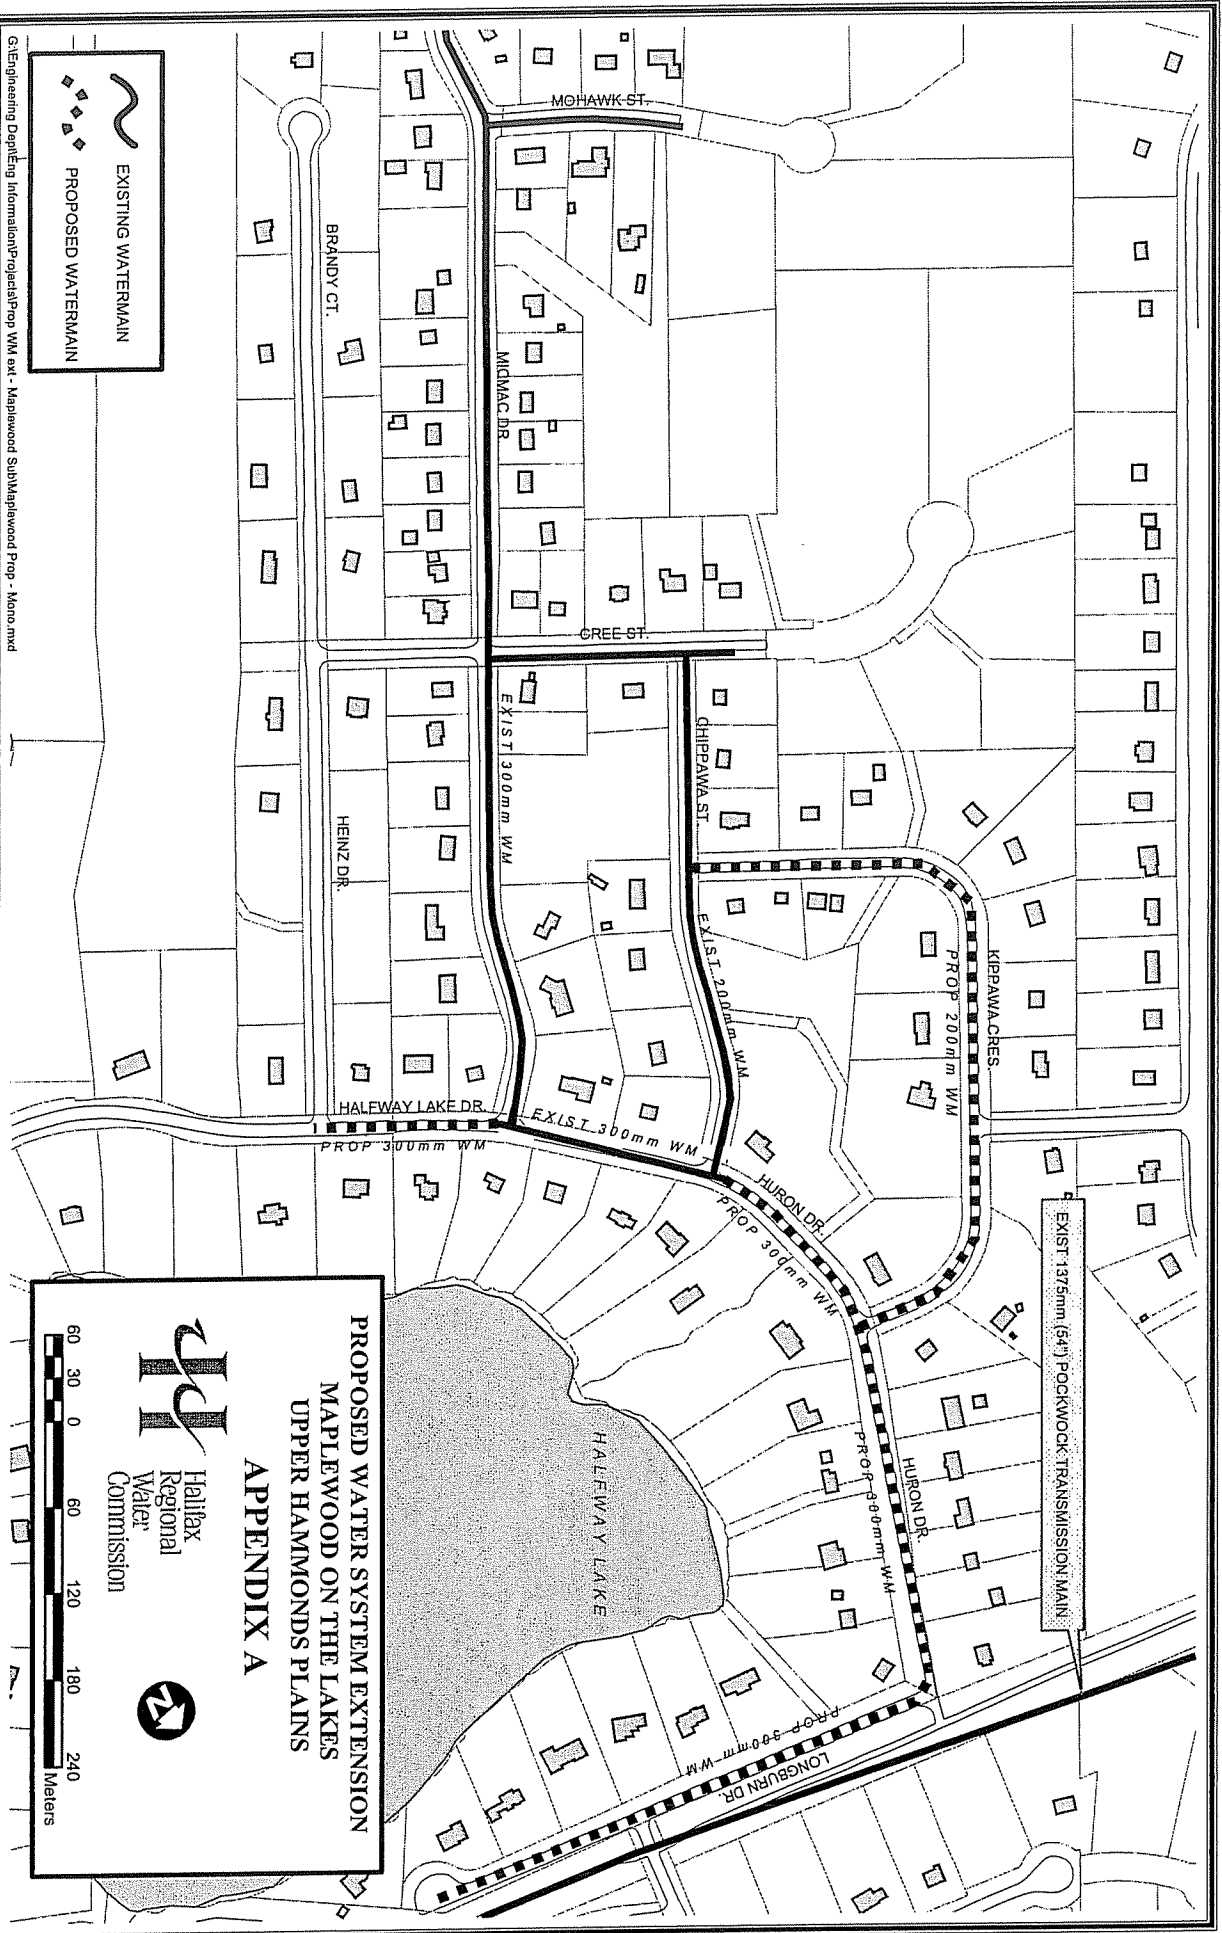 PROPOSED WATER SYSTEM EXTENSION
MAPLEWOOD ON THE LAKES
UPPER HAMMONDS PLAINS
APPENDIX A
Halifax
Regional
Water
Commission
N
60 30 0 60 120 180 240
Meters
EXISTING WATERMAIN
PROPOSED WATERMAIN
MOHAWK ST.
BRANDY CT.
MICMAC DR.
CREE ST.
EXIST 300mm WM
CHIPPAWA ST.
HEINZ DR.
EXIST 200mm WM
KIPPAWA CRES.
PROP 200mm WM
HALFWAY LAKE DR.
PROP 300mm WM
EXIST 300mm WM
HURON DR.
PROP 300mm WM
EXIST 1375mm (54") POCKWOCK TRANSMISSION MAIN
HALFWAY LAKE
HURON DR.
PROP 300mm WM
PROP 300mm WM
LONGBURN DR.
G:\Engineering Dept\Eng Information\Projects\Prop WM ext - Maplewood Sub\Maplewood Prop - Mono.mxd